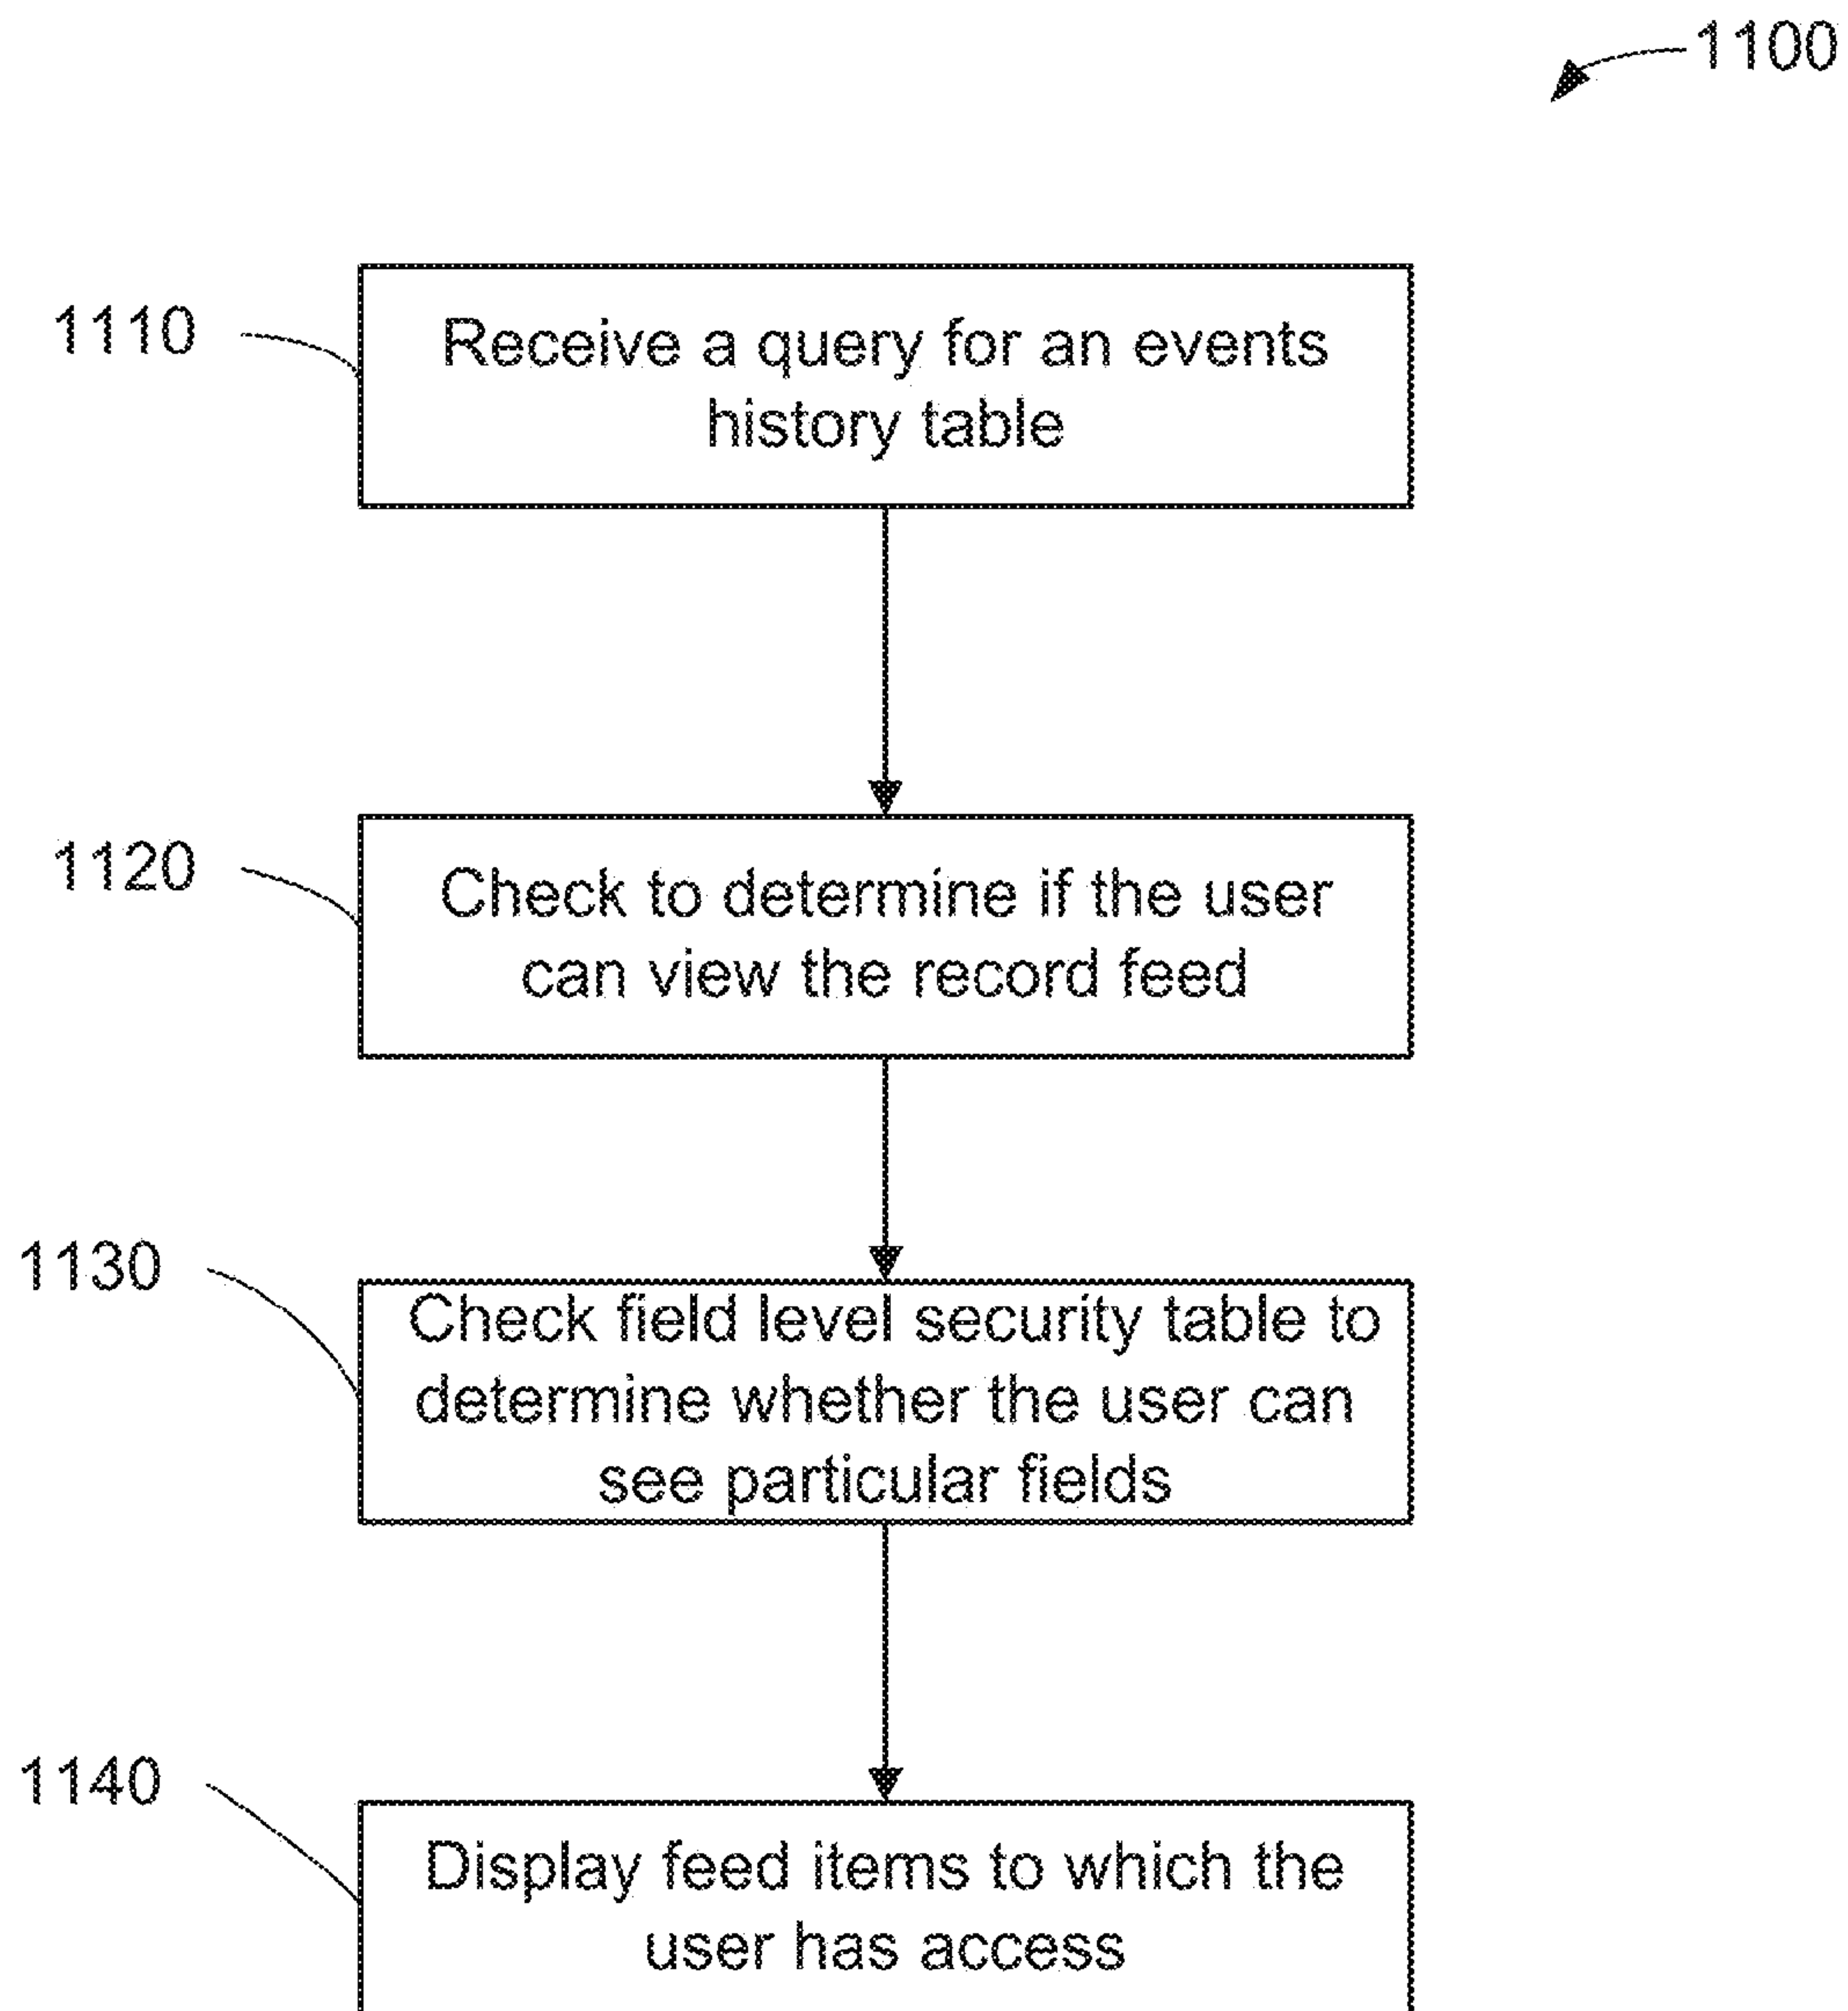 1100
1110
Receive a query for an events
history table
1120
Check to determine if the user
can view the record feed
1130
Check field level security table to
determine whether the user can
see particular fields
1140
Display feed items to which the
user has access